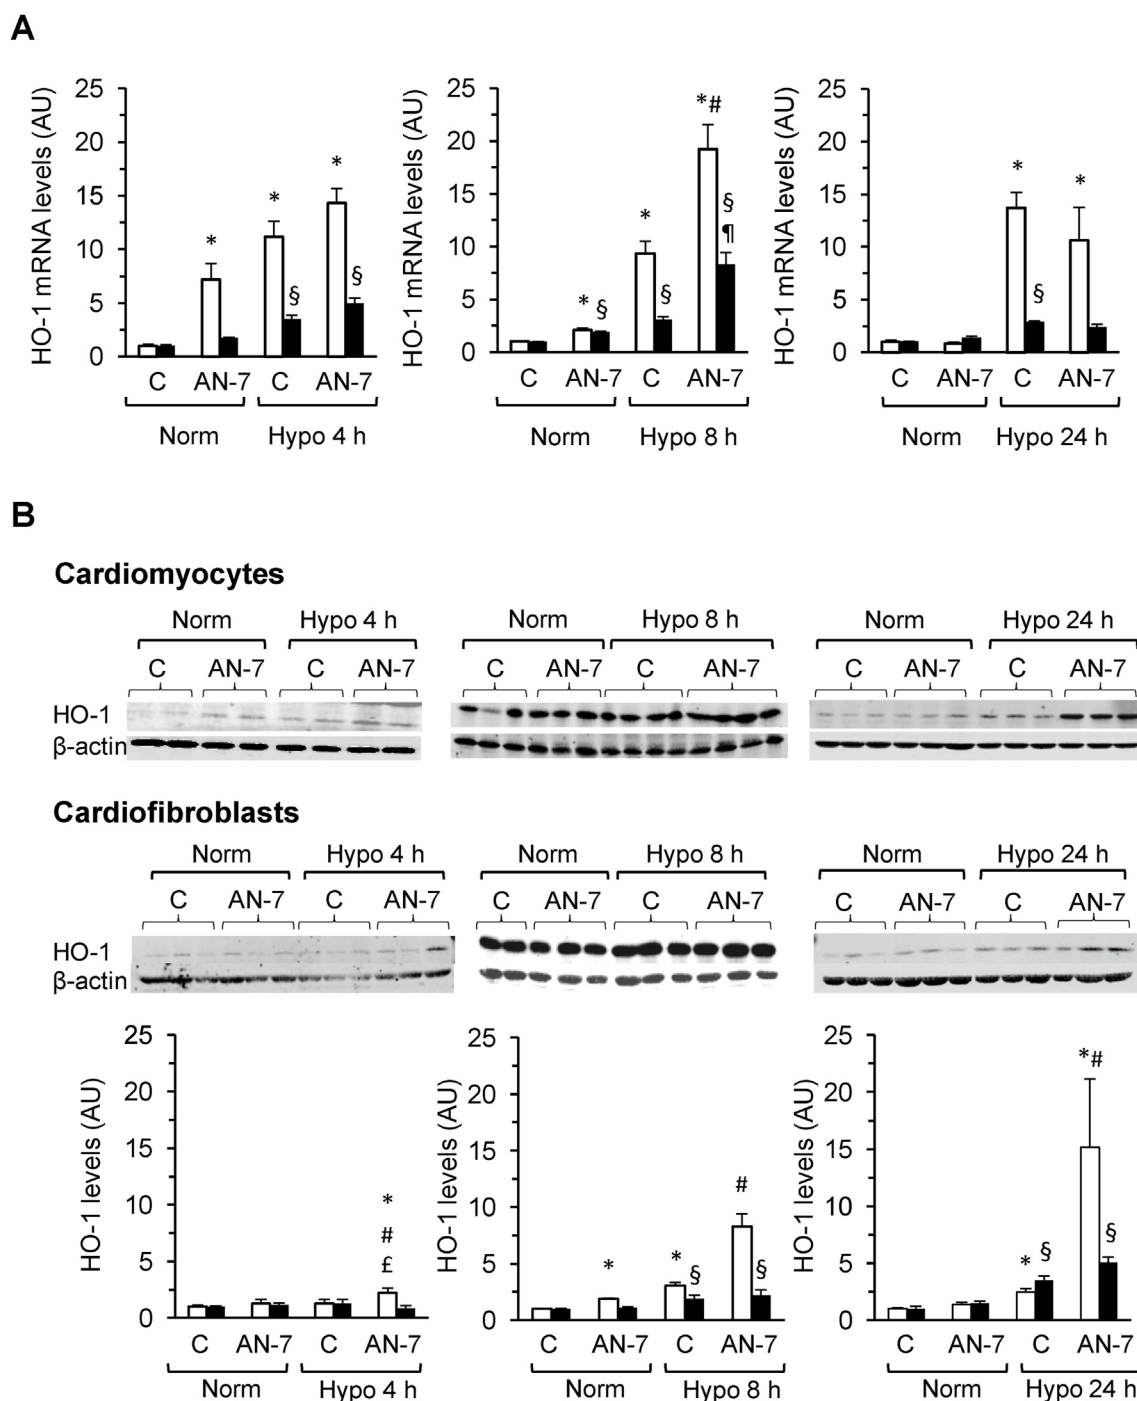 A
HO-1 mRNA levels (AU)
25
20
15
10
5
0
*
*
§
*
§
C AN-7 C AN-7
Norm Hypo 4 h
HO-1 mRNA levels (AU)
25
20
15
10
5
0
* §
*
§
*#
§
¶
C AN-7 C AN-7
Norm Hypo 8 h
HO-1 mRNA levels (AU)
25
20
15
10
5
0
*
§
*
C AN-7 C AN-7
Norm Hypo 24 h
B
Cardiomyocytes
Norm Hypo 4 h Norm Hypo 8 h Norm Hypo 24 h
C AN-7 C AN-7 C AN-7 C AN-7 C AN-7 C AN-7
HO-1
β-actin
Cardiofibroblasts
Norm Hypo 4 h Norm Hypo 8 h Norm Hypo 24 h
C AN-7 C AN-7 C AN-7 C AN-7 C AN-7 C AN-7
HO-1
β-actin
HO-1 levels (AU)
25
20
15
10
5
0
*
#
£
C AN-7 C AN-7
Norm Hypo 4 h
HO-1 levels (AU)
25
20
15
10
5
0
*
*
§
#
§
C AN-7 C AN-7
Norm Hypo 8 h
HO-1 levels (AU)
25
20
15
10
5
0
*
§
*#
§
C AN-7 C AN-7
Norm Hypo 24 h